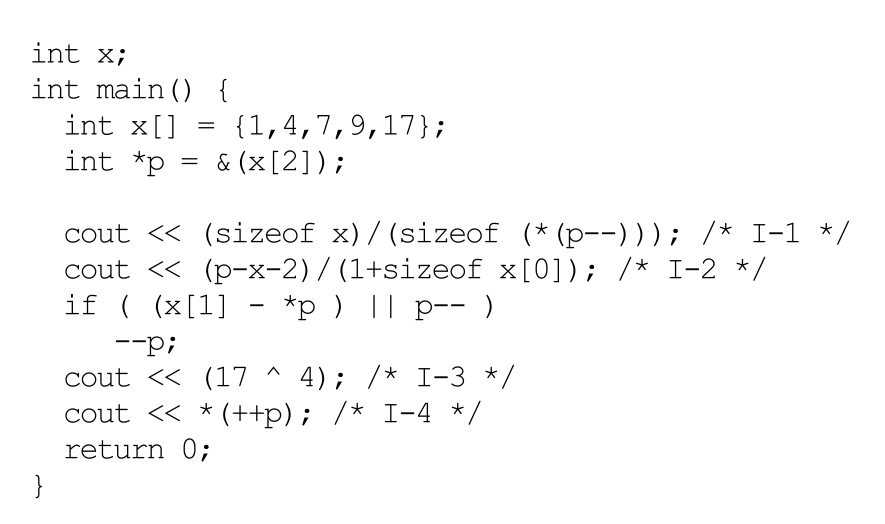 int x;
int main() {
  int x[] = {1,4,7,9,17};
  int *p = &(x[2]);

  cout << (sizeof x)/(sizeof (*(p--))); /* I-1 */
  cout << (p-x-2)/(1+sizeof x[0]); /* I-2 */
  if ( (x[1] - *p ) || p-- )
     --p;
  cout << (17 ^ 4); /* I-3 */
  cout << *(++p); /* I-4 */
  return 0;
}